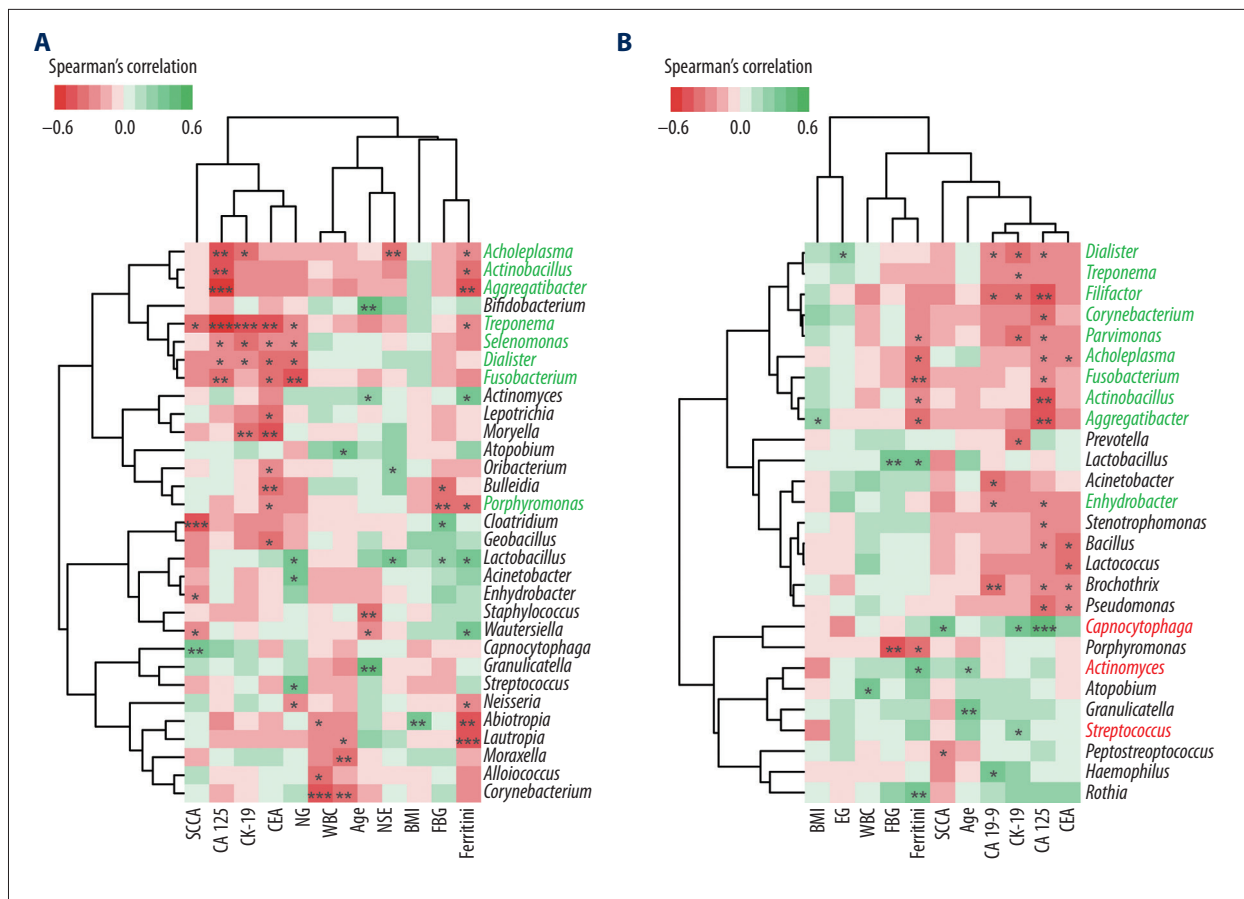 A
Spearman's correlation
–0.6 0.0 0.6
** * ** * Acholeplasma
** * Actinobacillus
*** ** Aggregatibacter
** Bifidobacterium
* *** *** ** * * Treponema
* * * * Selenomonas
* * * * Dialister
** * ** Fusobacterium
* * Actinomyces
* Lepotrichia
** ** Moryella
* Atopobium
* * Oribacterium
** * Bulleidia
* ** * Porphyromonas
*** * Cloatridium
* Geobacillus
* * * * Lactobacillus
* Acinetobacter
* Enhydrobacter
** Staphylococcus
* * * Wautersiella
** Capnocytophaga
** Granulicatella
* Streptococcus
* * Neisseria
* ** ** Abiotropia
* *** Lautropia
** Moraxella
* Alloiococcus
*** ** Corynebacterium
SCCA CA 125 CK-19 CEA NG WBC Age NSE BMI FBG Ferritini
B
Spearman's correlation
–0.6 0.0 0.6
* * * * Dialister
* Treponema
* * ** Filifactor
* Corynebacterium
* * * Parvimonas
* * * Acholeplasma
** * Fusobacterium
* ** Actinobacillus
* * ** Aggregatibacter
* Prevotella
** * Lactobacillus
* Acinetobacter
* * Enhydrobacter
* Stenotrophomonas
* * Bacillus
* Lactococcus
** * * Brochothrix
* * Pseudomonas
* * *** Capnocytophaga
** * Porphyromonas
* * Actinomyces
* Atopobium
** Granulicatella
* Streptococcus
* Peptostreptococcus
* Haemophilus
** Rothia
BMI EG WBC FBG Ferritini SCCA Age CA 19-9 CK-19 CA 125 CEA